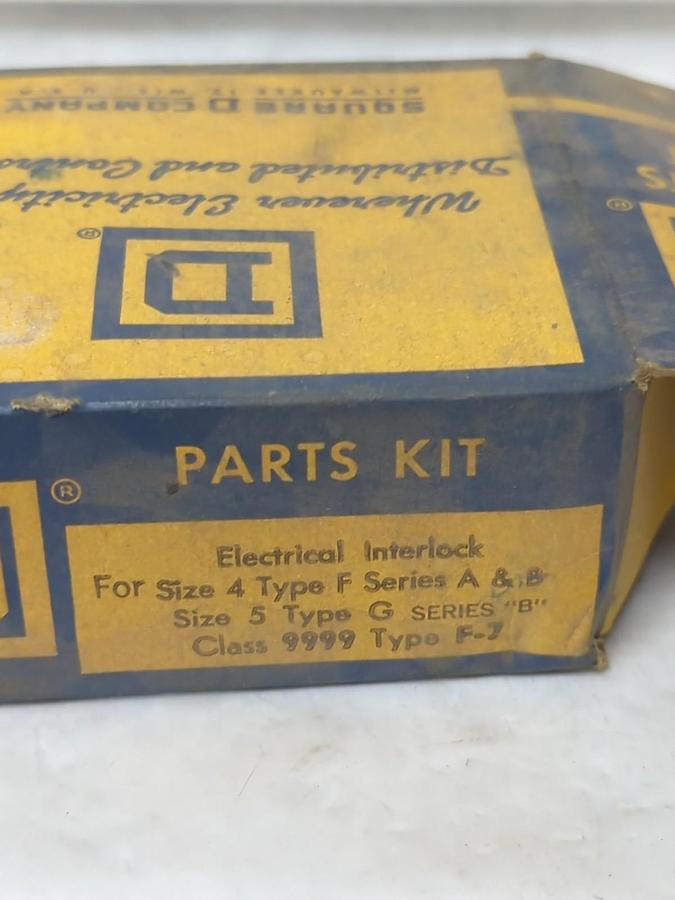 SQUARE D COMPANY
Wherever Electricity
Distributed and
D
®
®
PARTS KIT
®
Electrical Interlock
For Size 4 Type F Series A & B
Size 5 Type G SERIES "B"
Class 9999 Type F-7